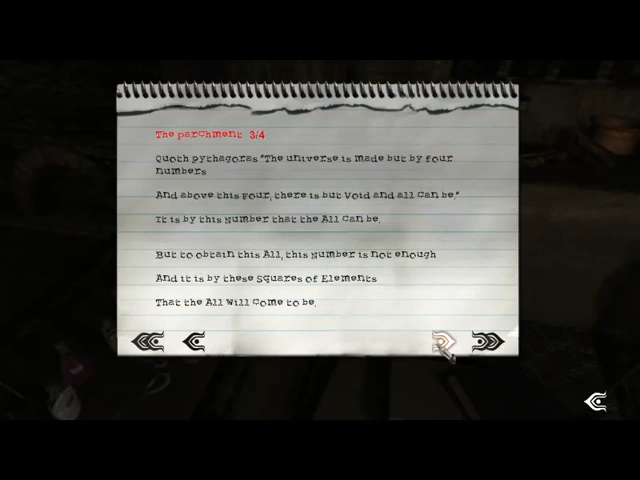 The parchment 3/4
Quoth pythagoras "The universe is made but by four
numbers
And above this Four, there is but Void and all can be."
It is by this Number that the All can be.
But to obtain this All, this Number is not enough
And it is by these Squares of Elements
That the All Will come to be.